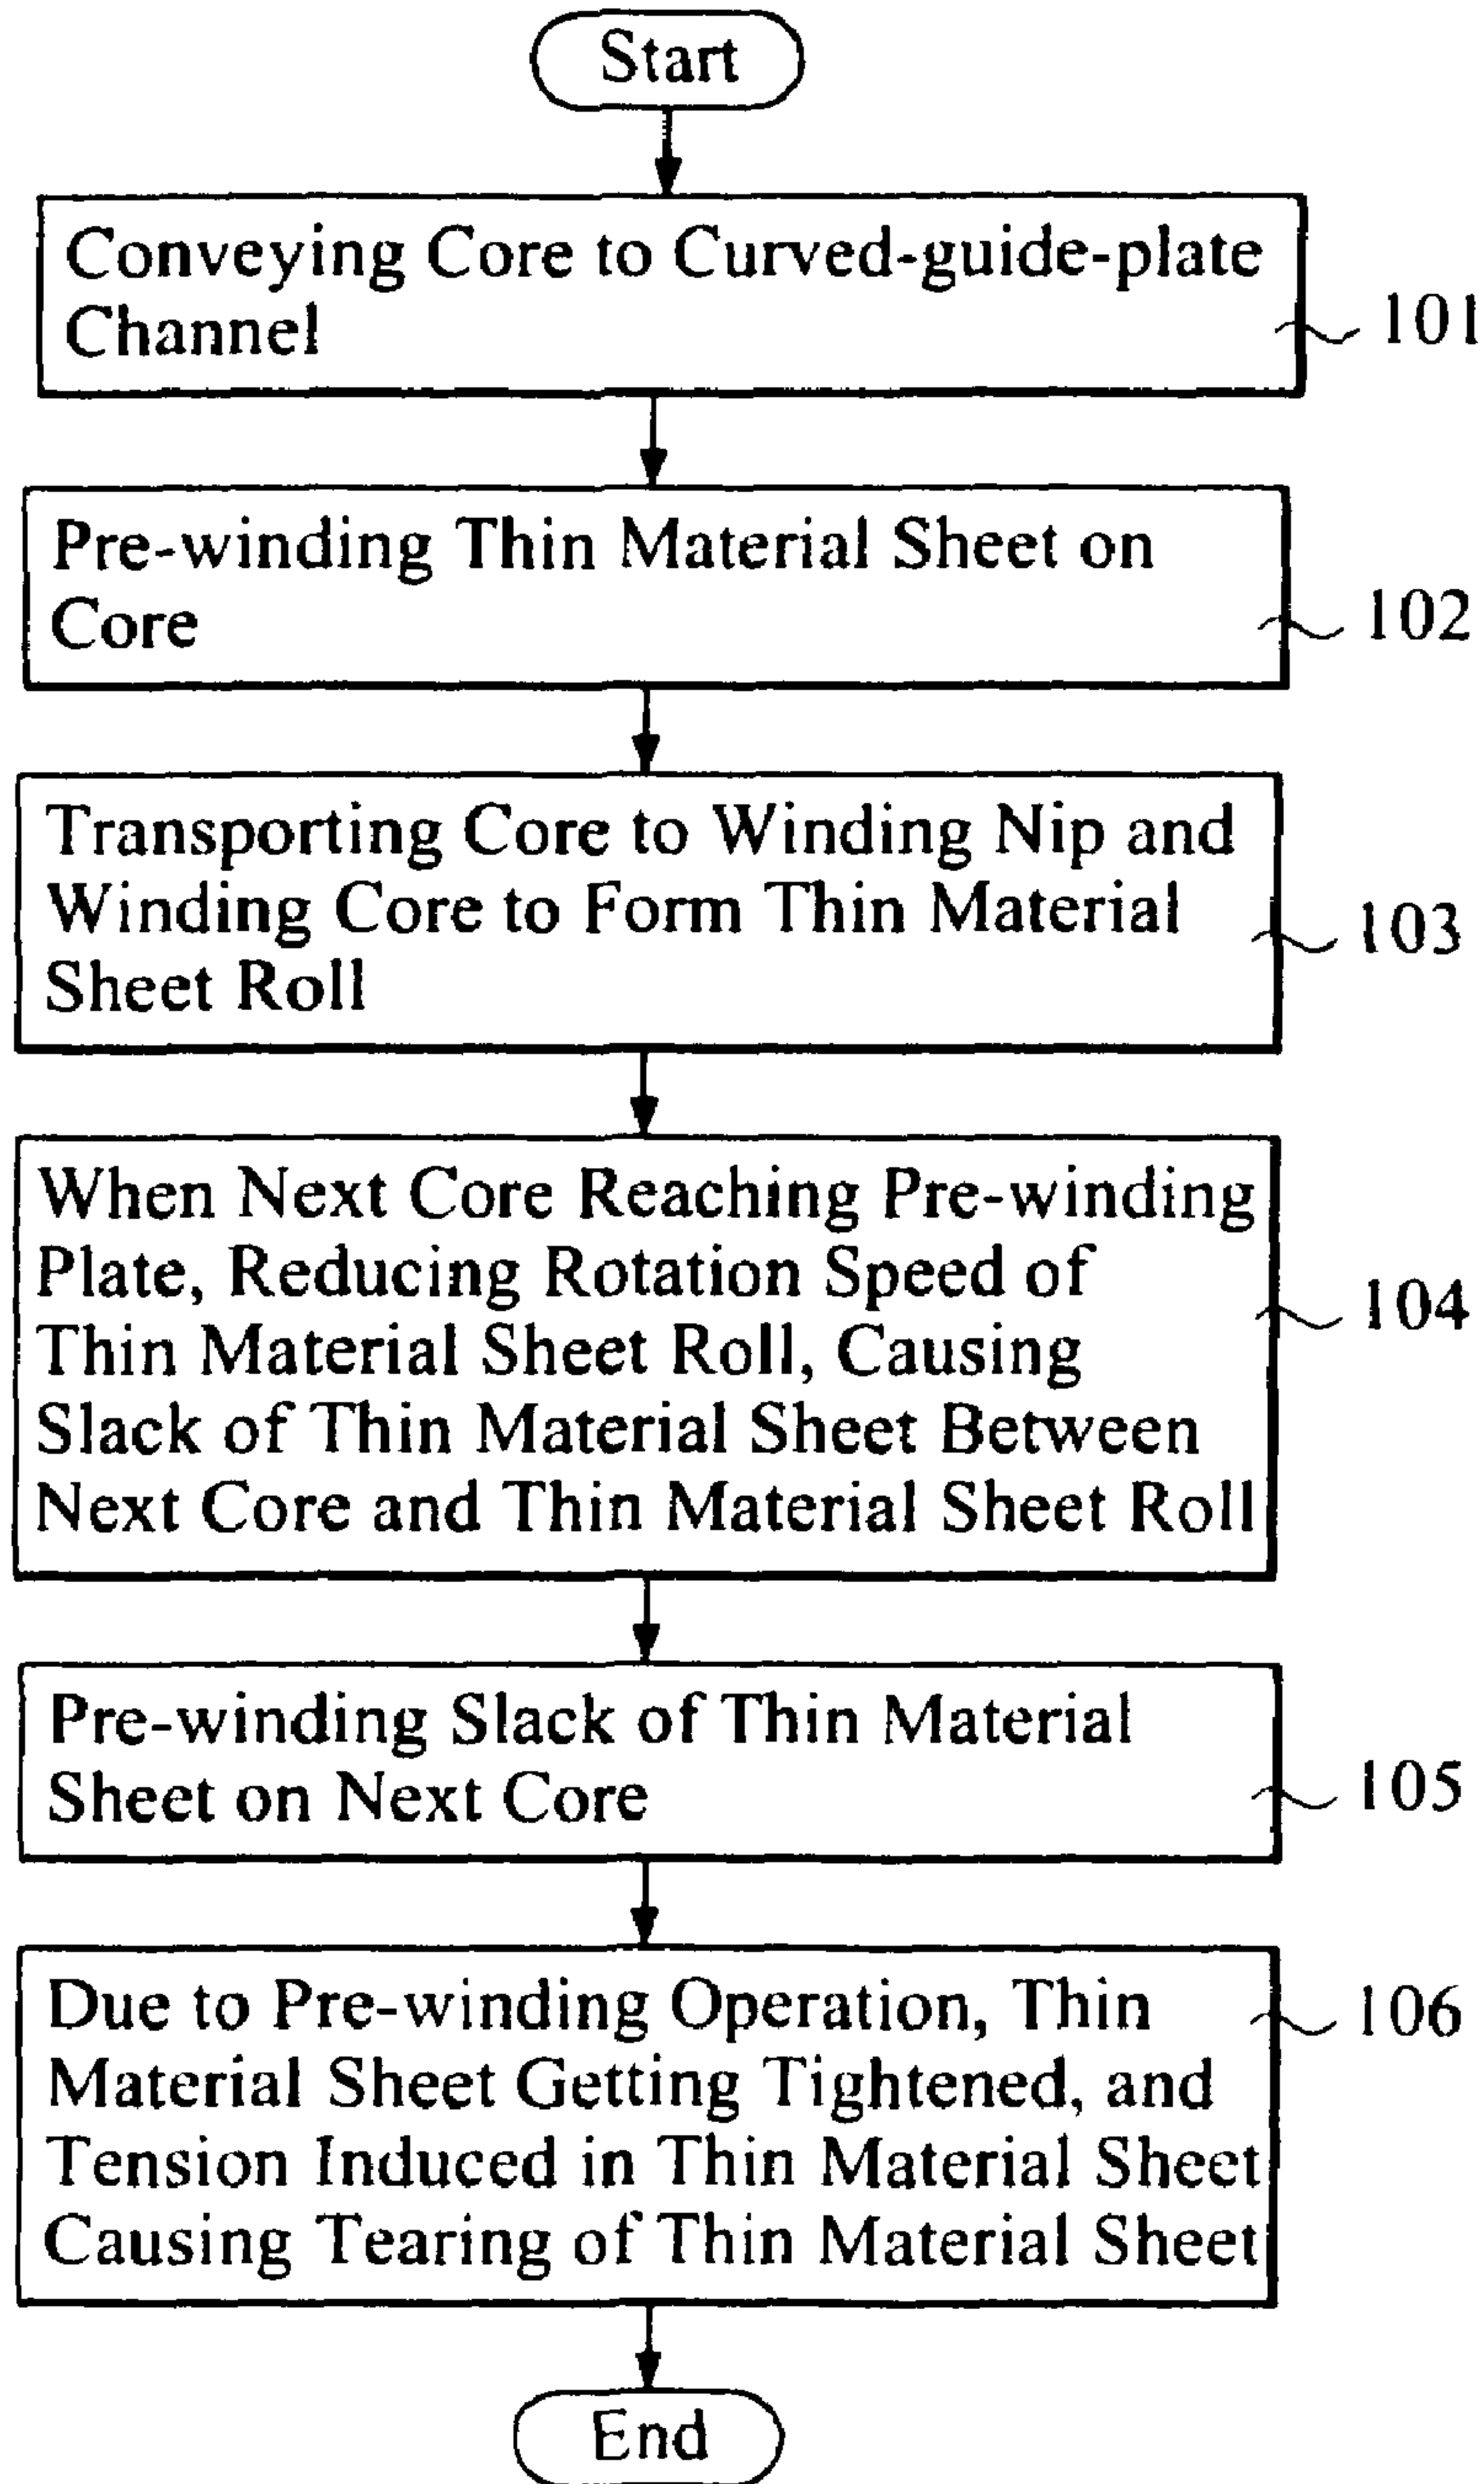 Start
Conveying Core to Curved-guide-plate
Channel
101
Pre-winding Thin Material Sheet on
Core
102
Transporting Core to Winding Nip and
Winding Core to Form Thin Material
Sheet Roll
103
When Next Core Reaching Pre-winding
Plate, Reducing Rotation Speed of
Thin Material Sheet Roll, Causing
Slack of Thin Material Sheet Between
Next Core and Thin Material Sheet Roll
104
Pre-winding Slack of Thin Material
Sheet on Next Core
105
Due to Pre-winding Operation, Thin
Material Sheet Getting Tightened, and
Tension Induced in Thin Material Sheet
Causing Tearing of Thin Material Sheet
106
End